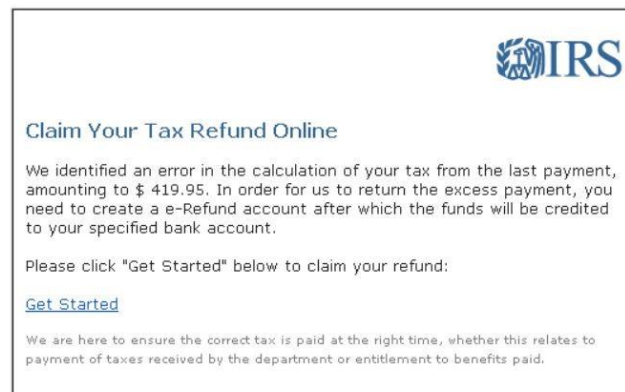 IRS
Claim Your Tax Refund Online
We identified an error in the calculation of your tax from the last payment,
amounting to $ 419.95. In order for us to return the excess payment, you
need to create a e-Refund account after which the funds will be credited
to your specified bank account.
Please click "Get Started" below to claim your refund:
Get Started
We are here to ensure the correct tax is paid at the right time, whether this relates to
payment of taxes received by the department or entitlement to benefits paid.